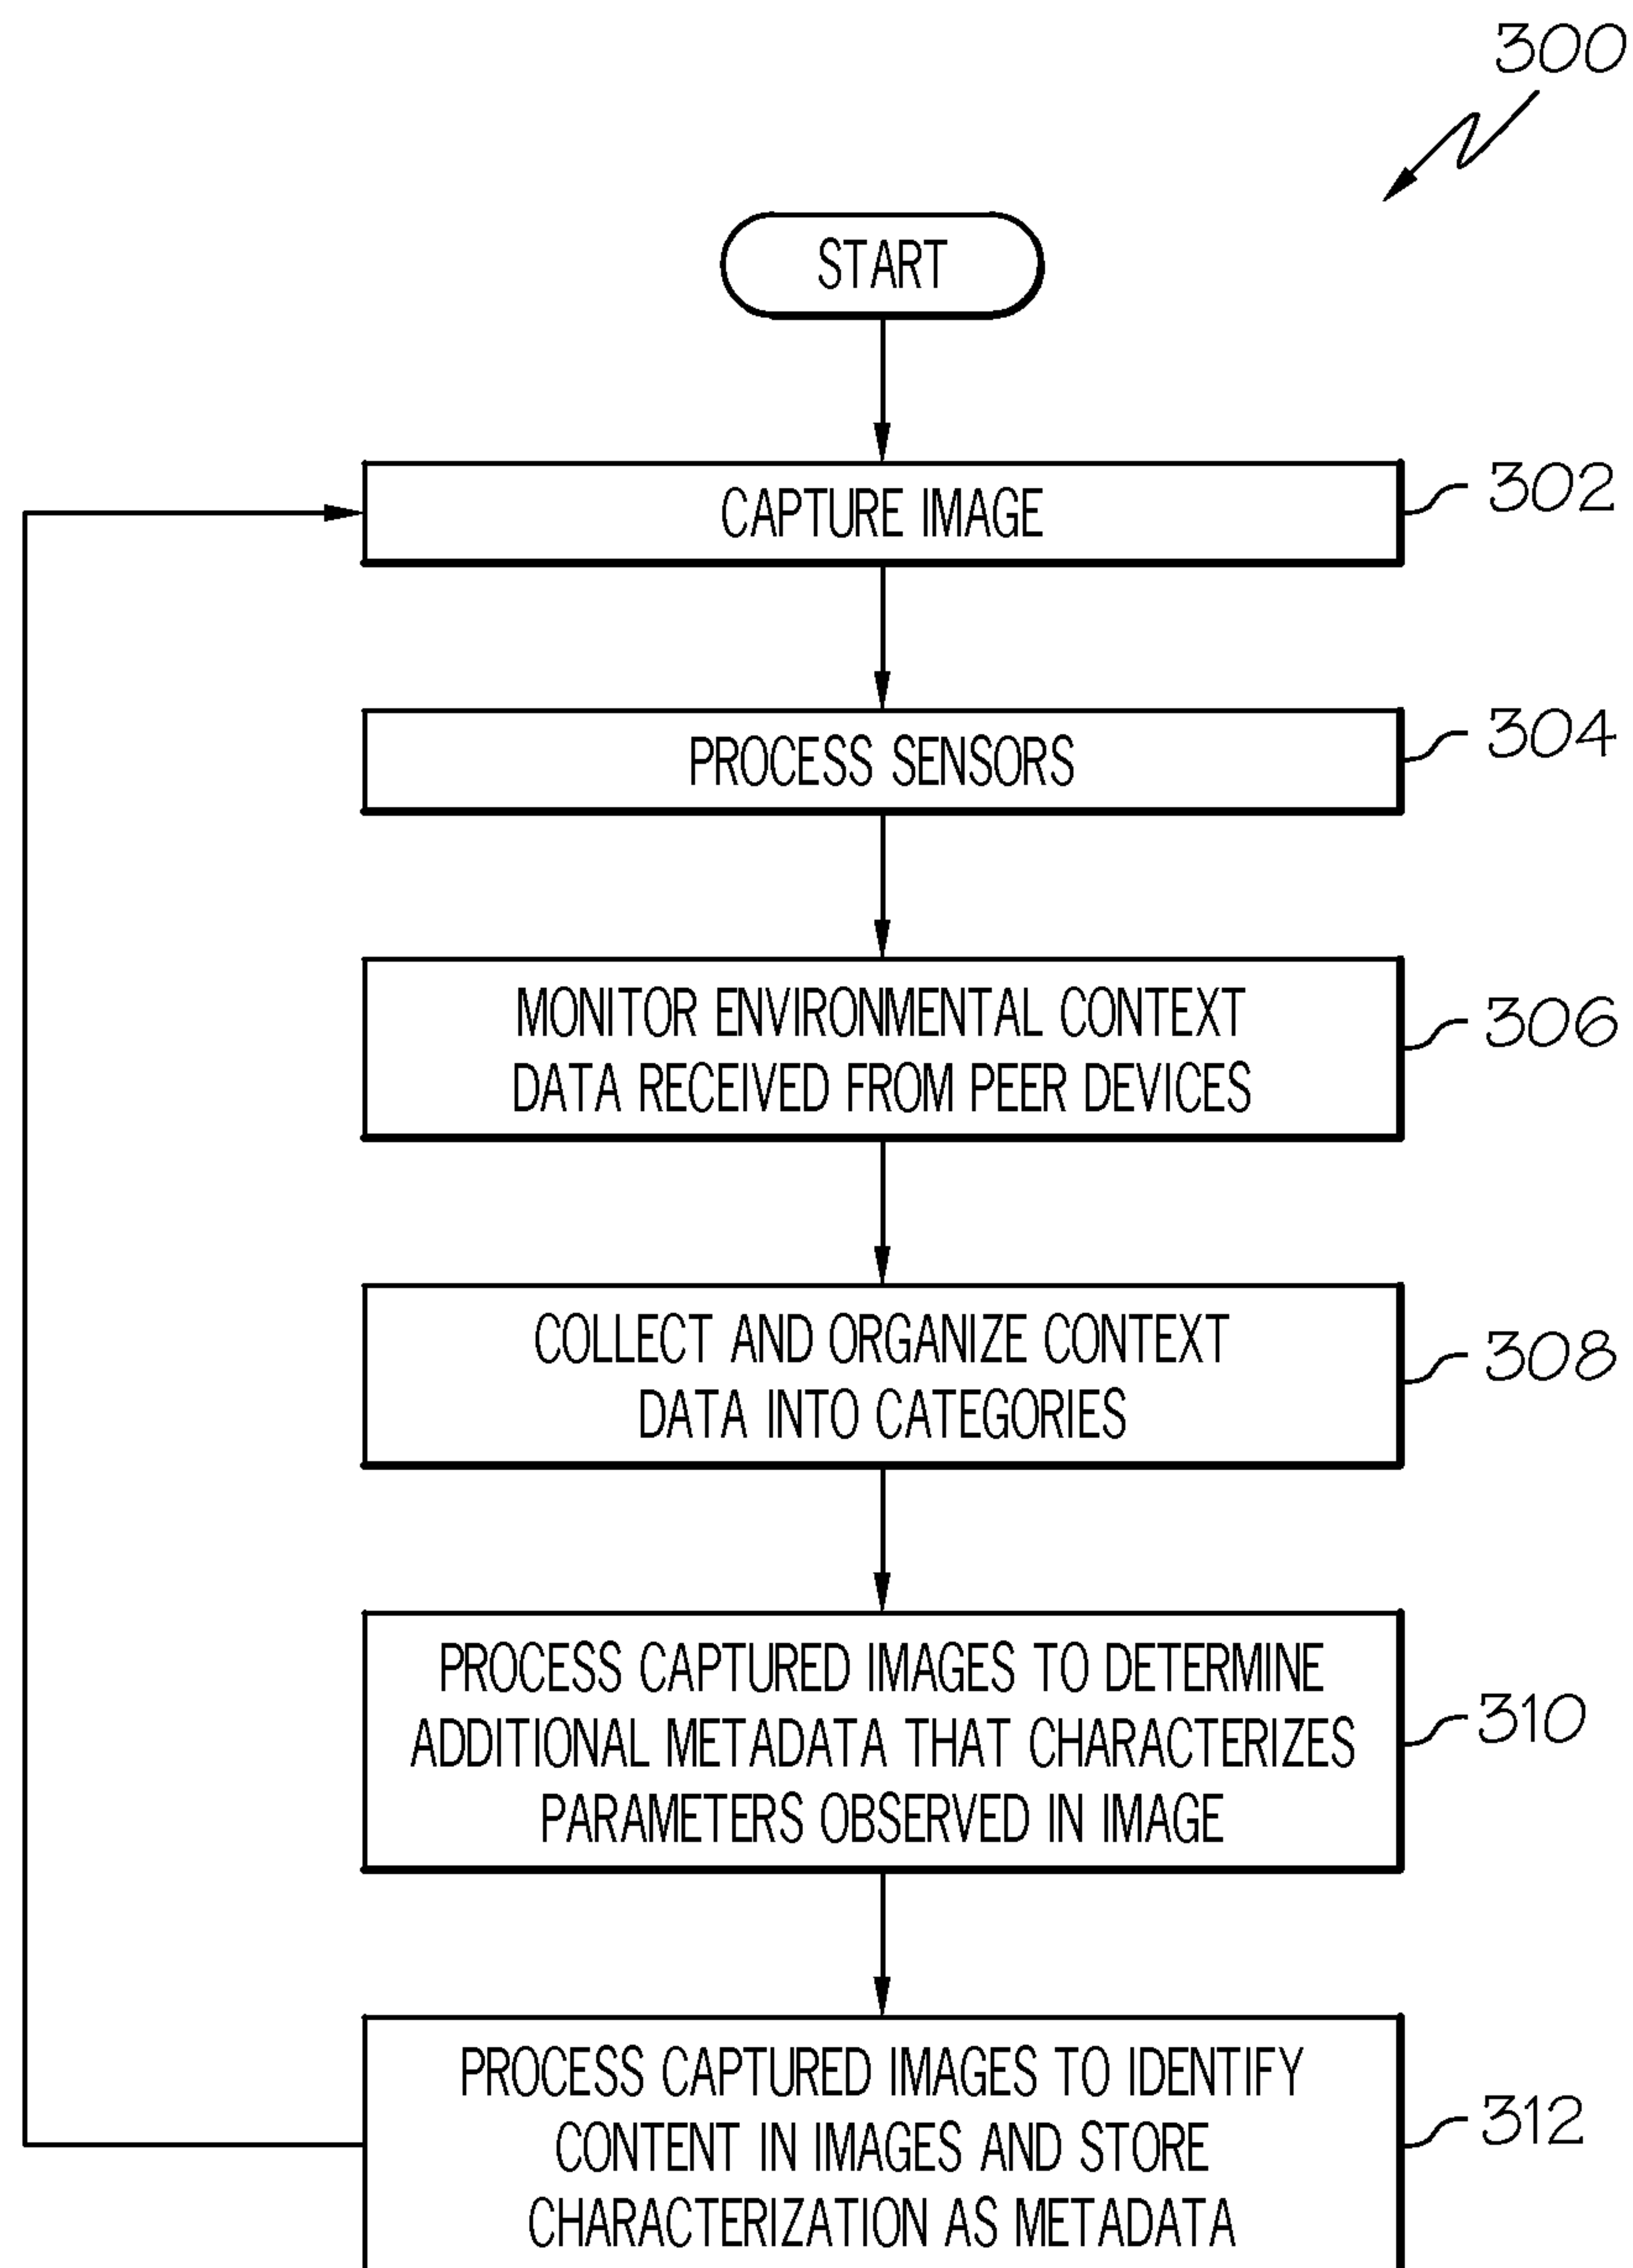 300
START
CAPTURE IMAGE
302
PROCESS SENSORS
304
MONITOR ENVIRONMENTAL CONTEXT
DATA RECEIVED FROM PEER DEVICES
306
COLLECT AND ORGANIZE CONTEXT
DATA INTO CATEGORIES
308
PROCESS CAPTURED IMAGES TO DETERMINE
ADDITIONAL METADATA THAT CHARACTERIZES
PARAMETERS OBSERVED IN IMAGE
310
PROCESS CAPTURED IMAGES TO IDENTIFY
CONTENT IN IMAGES AND STORE
CHARACTERIZATION AS METADATA
312